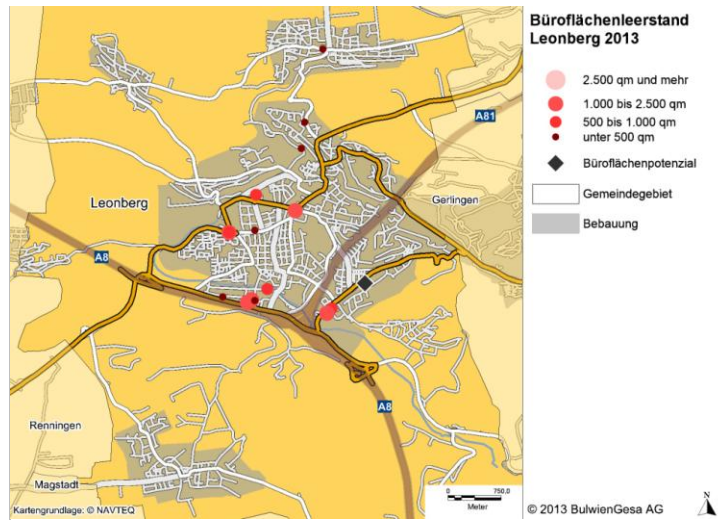 Büroflächenleerstand
Leonberg 2013
2.500 qm und mehr
1.000 bis 2.500 qm
500 bis 1.000 qm
unter 500 qm
Büroflächenpotenzial
Gemeindegebiet
Bebauung
A81
Leonberg
Gerlingen
A8
A8
Renningen
Magstadt
Kartengrundlage: © NAVTEQ
0 750,0
Meter
© 2013 BulwienGesa AG
N